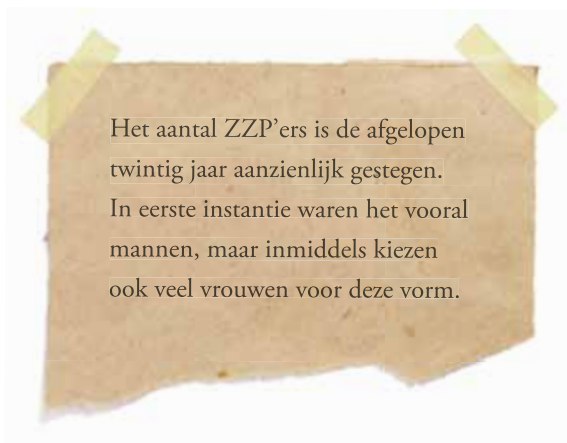 Het aantal ZZP’ers is de afgelopen
twintig jaar aanzienlijk gestegen.
In eerste instantie waren het vooral
mannen, maar inmiddels kiezen
ook veel vrouwen voor deze vorm.